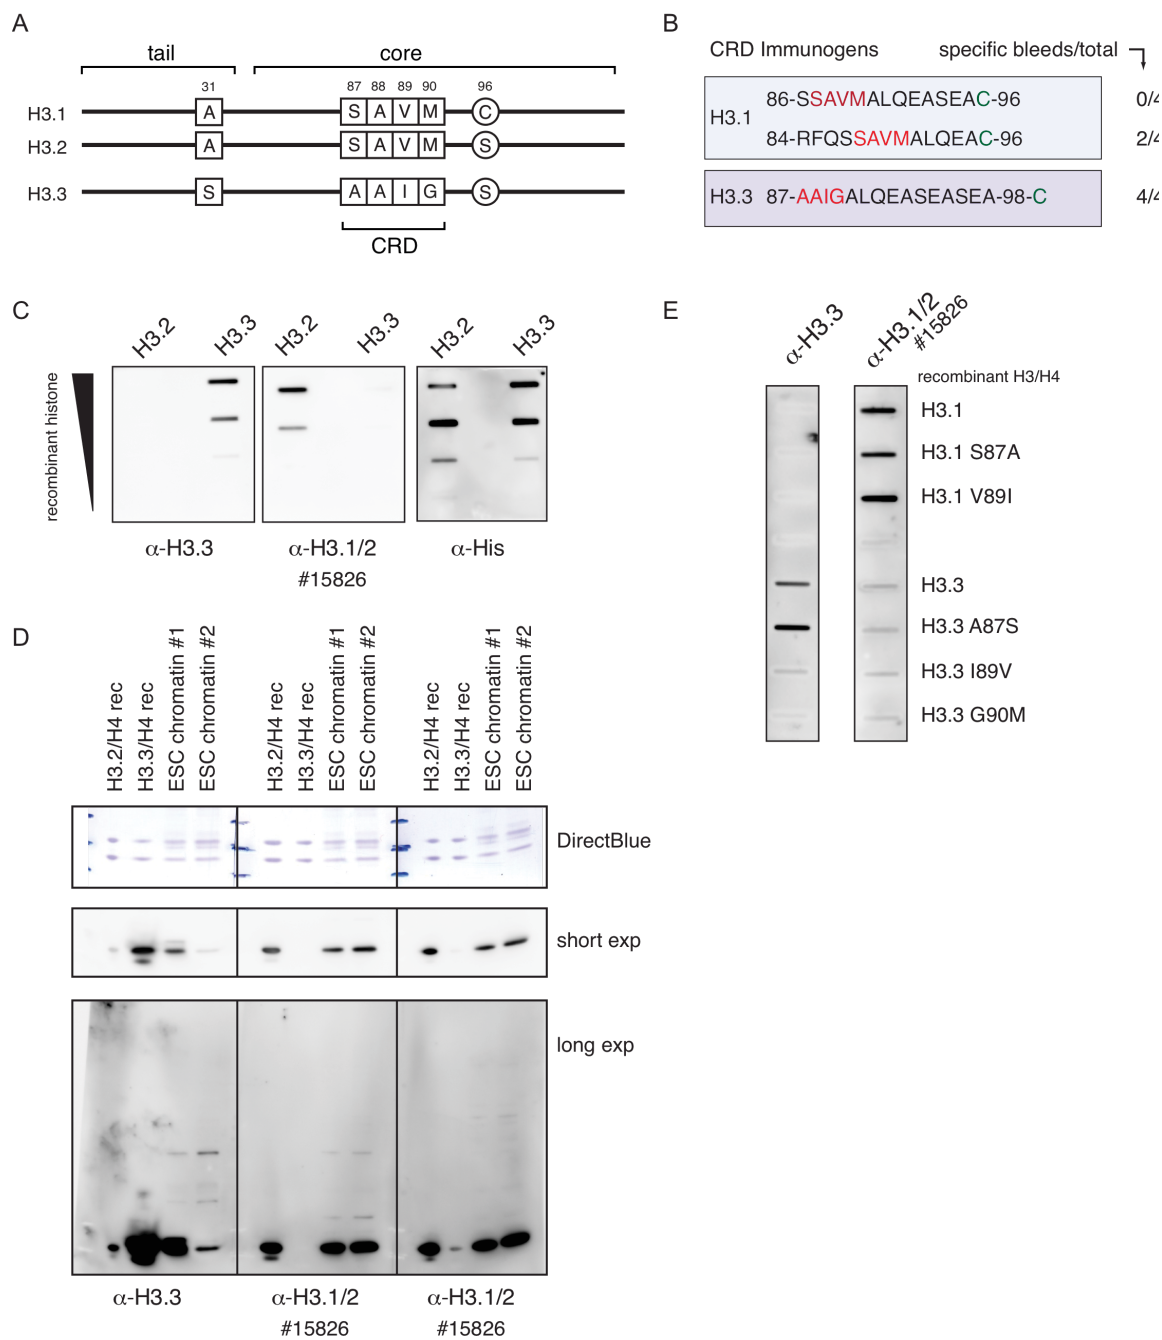 A
tail
core
31
87 88 89 90
96
H3.1 A S A V M C
H3.2 A S A V M S
H3.3 S A A I G S
CRD
B
CRD Immunogens specific bleeds/total
H3.1
86-SSAVMALQEASEAC-96 0/4
84-RFQSSAVMALQEAC-96 2/4
H3.3 87-AAIGALQEASEASEA-98-C 4/4
C
H3.2 H3.3 H3.2 H3.3 H3.2 H3.3
recombinant histone
α-H3.3
α-H3.1/2
#15826
α-His
D
H3.2/H4 rec
H3.3/H4 rec
ESC chromatin #1
ESC chromatin #2
H3.2/H4 rec
H3.3/H4 rec
ESC chromatin #1
ESC chromatin #2
H3.2/H4 rec
H3.3/H4 rec
ESC chromatin #1
ESC chromatin #2
DirectBlue
short exp
long exp
α-H3.3
α-H3.1/2
#15826
α-H3.1/2
#15826
E
α-H3.3
α-H3.1/2
#15826
recombinant H3/H4
H3.1
H3.1 S87A
H3.1 V89I
H3.3
H3.3 A87S
H3.3 I89V
H3.3 G90M